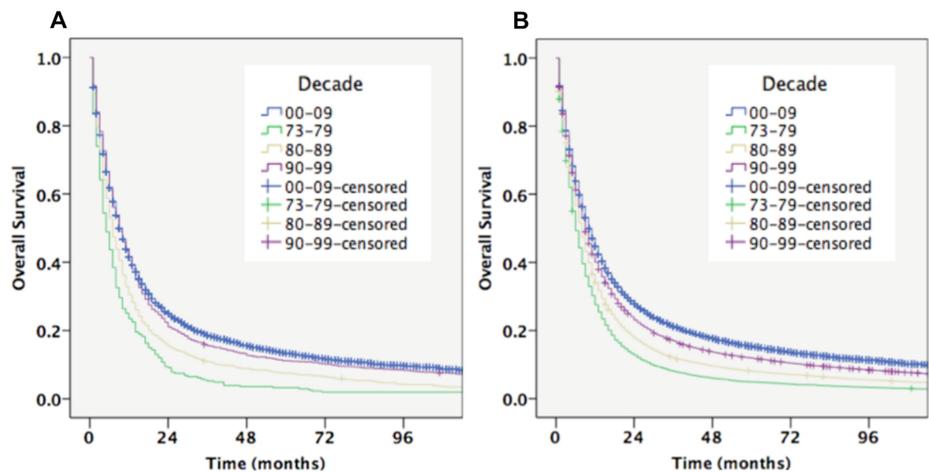 A
Overall Survival
1.0
0.8
0.6
0.4
0.2
0.0
Decade
00-09
73-79
80-89
90-99
00-09-censored
73-79-censored
80-89-censored
90-99-censored
0 24 48 72 96
Time (months)
B
Overall Survival
1.0
0.8
0.6
0.4
0.2
0.0
Decade
00-09
73-79
80-89
90-99
00-09-censored
73-79-censored
80-89-censored
90-99-censored
0 24 48 72 96
Time (months)